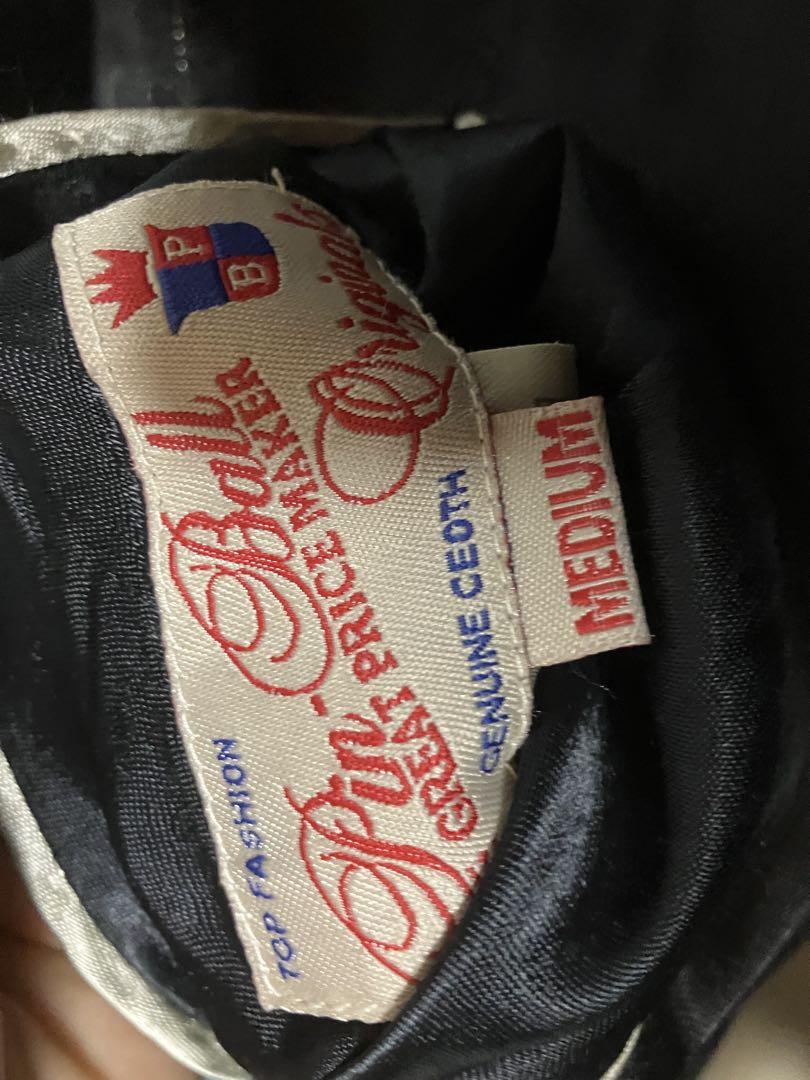 P
B
TOP FASHION
Pin-Ball
GREAT PRICE MAKER
Originals
GENUINE CEOTH
MEDIUM